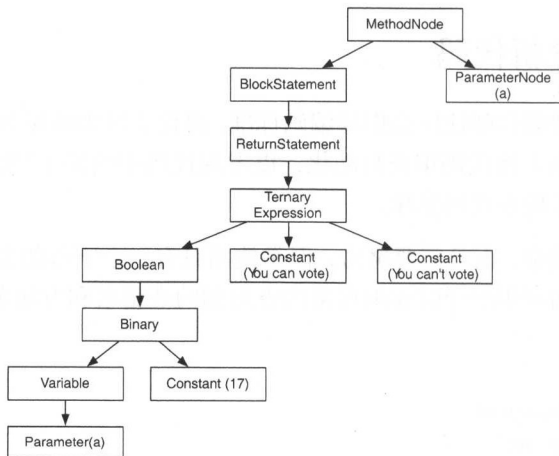 MethodNode
BlockStatement
ParameterNode
(a)
ReturnStatement
Ternary
Expression
Boolean
Constant
(You can vote)
Constant
(You can't vote)
Binary
Variable
Constant (17)
Parameter(a)